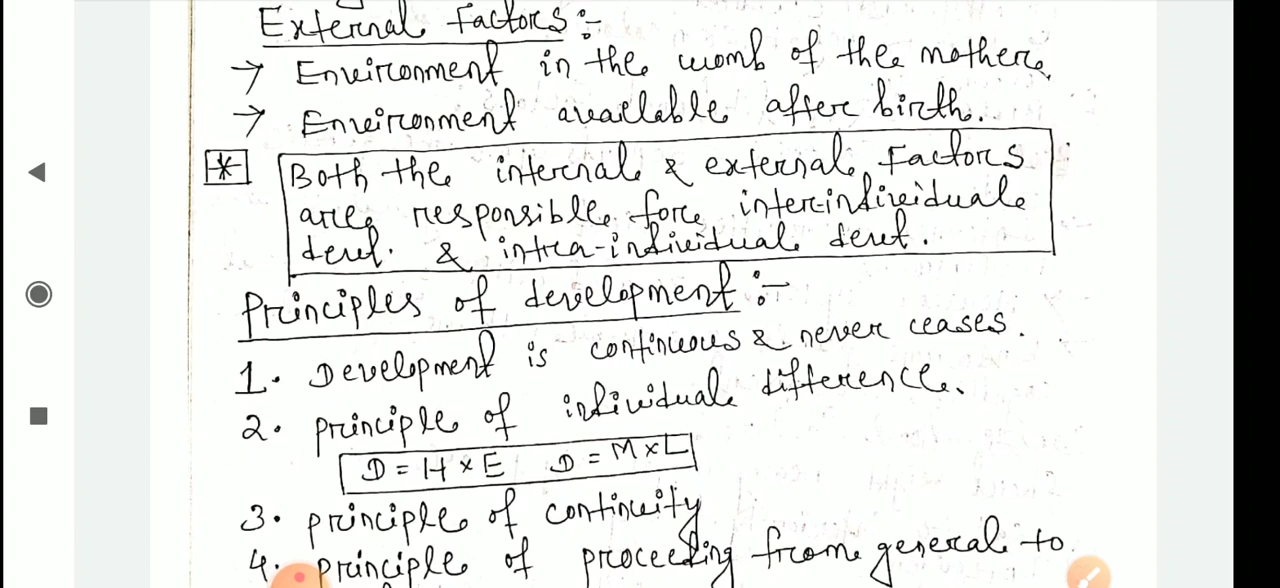 External Factors :-
→ Environment in the womb of the mother.
→ Environment available after birth.
* Both the internal & external Factors
are responsible for inter-individual
devt. & intra-individual devt.
Principles of development :-
1. Development is continuous & never ceases.
2. principle of individual difference.
D = H × E D = M × L
3. principle of continuity
4. principle of proceeding from general to